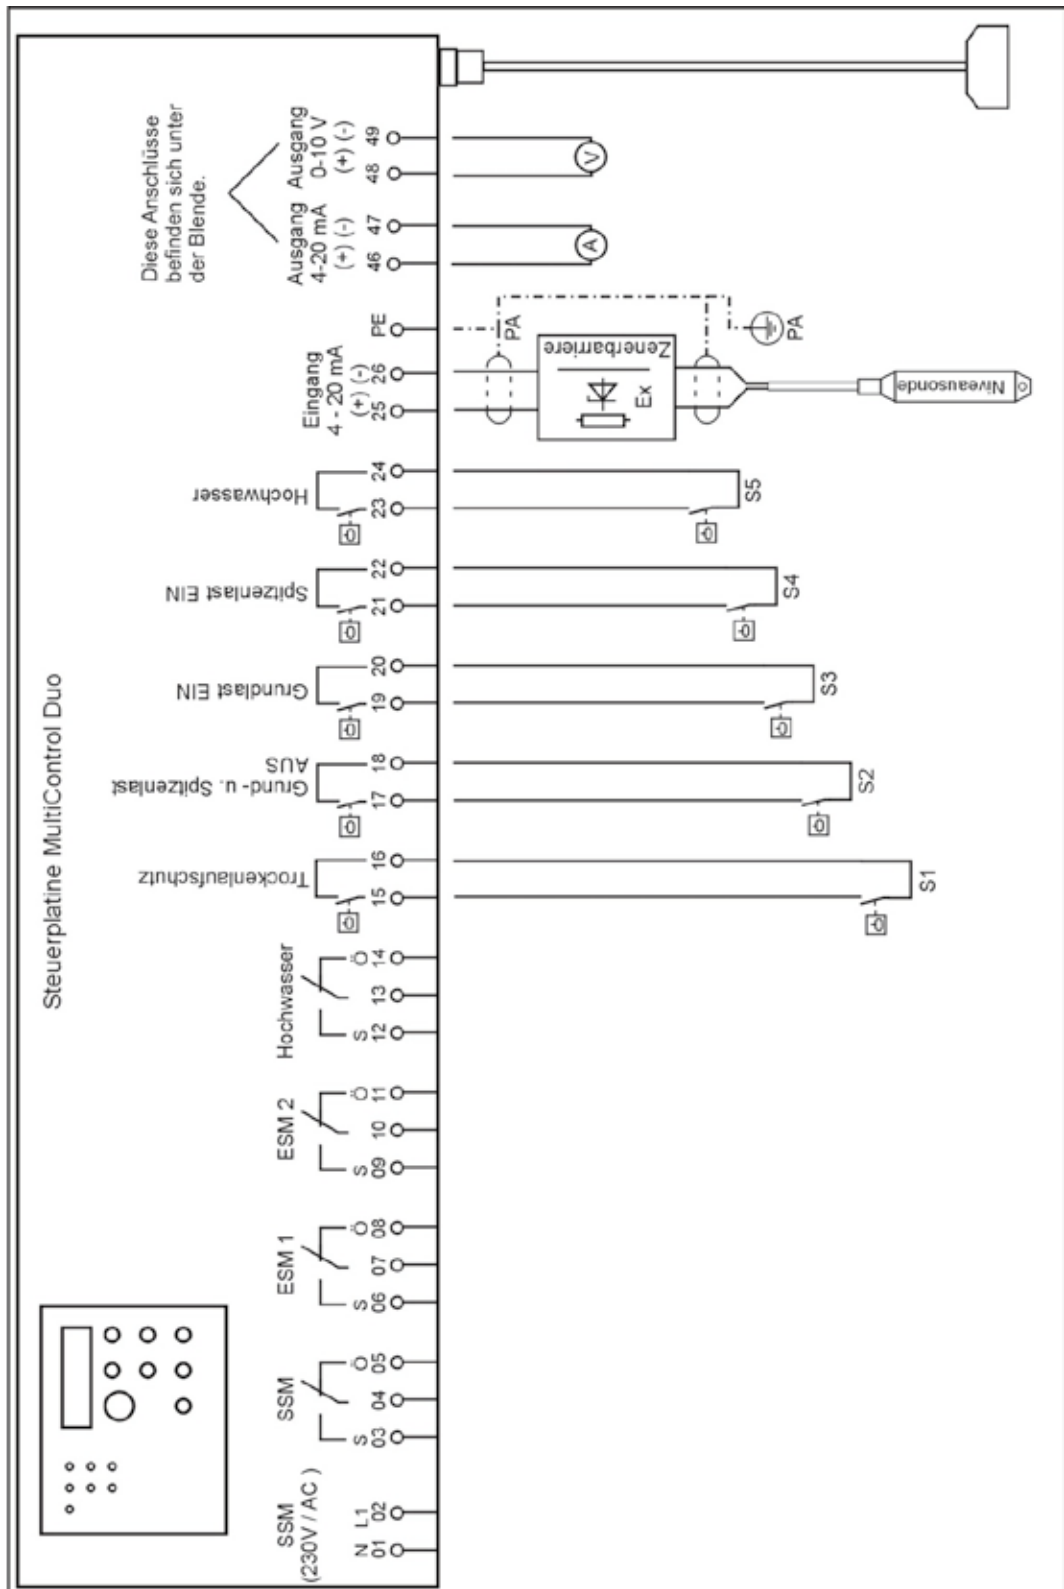 Steuerplatine MultiControl Duo
Diese Anschlüsse
befinden sich unter
der Blende.
SSM
(230V / AC )
N L1
01 02
SSM
S Ö
03 04 05
ESM 1
S Ö
06 07 08
ESM 2
S Ö
09 10 11
Hochwasser
S Ö
12 13 14
Trockenlaufschutz
15 16
S1
Grund- u. Spitzenlast
AUS
17 18
S2
Grundlast EIN
19 20
S3
Spitzenlast EIN
21 22
S4
Hochwasser
23 24
S5
Eingang
4 - 20 mA
(+) (-)
25 26
PE
PA
Zenerbarriere
Ex
PA
Niveausonde
Ausgang
4-20 mA
(+) (-)
46 47
A
Ausgang
0-10 V
(+) (-)
48 49
V